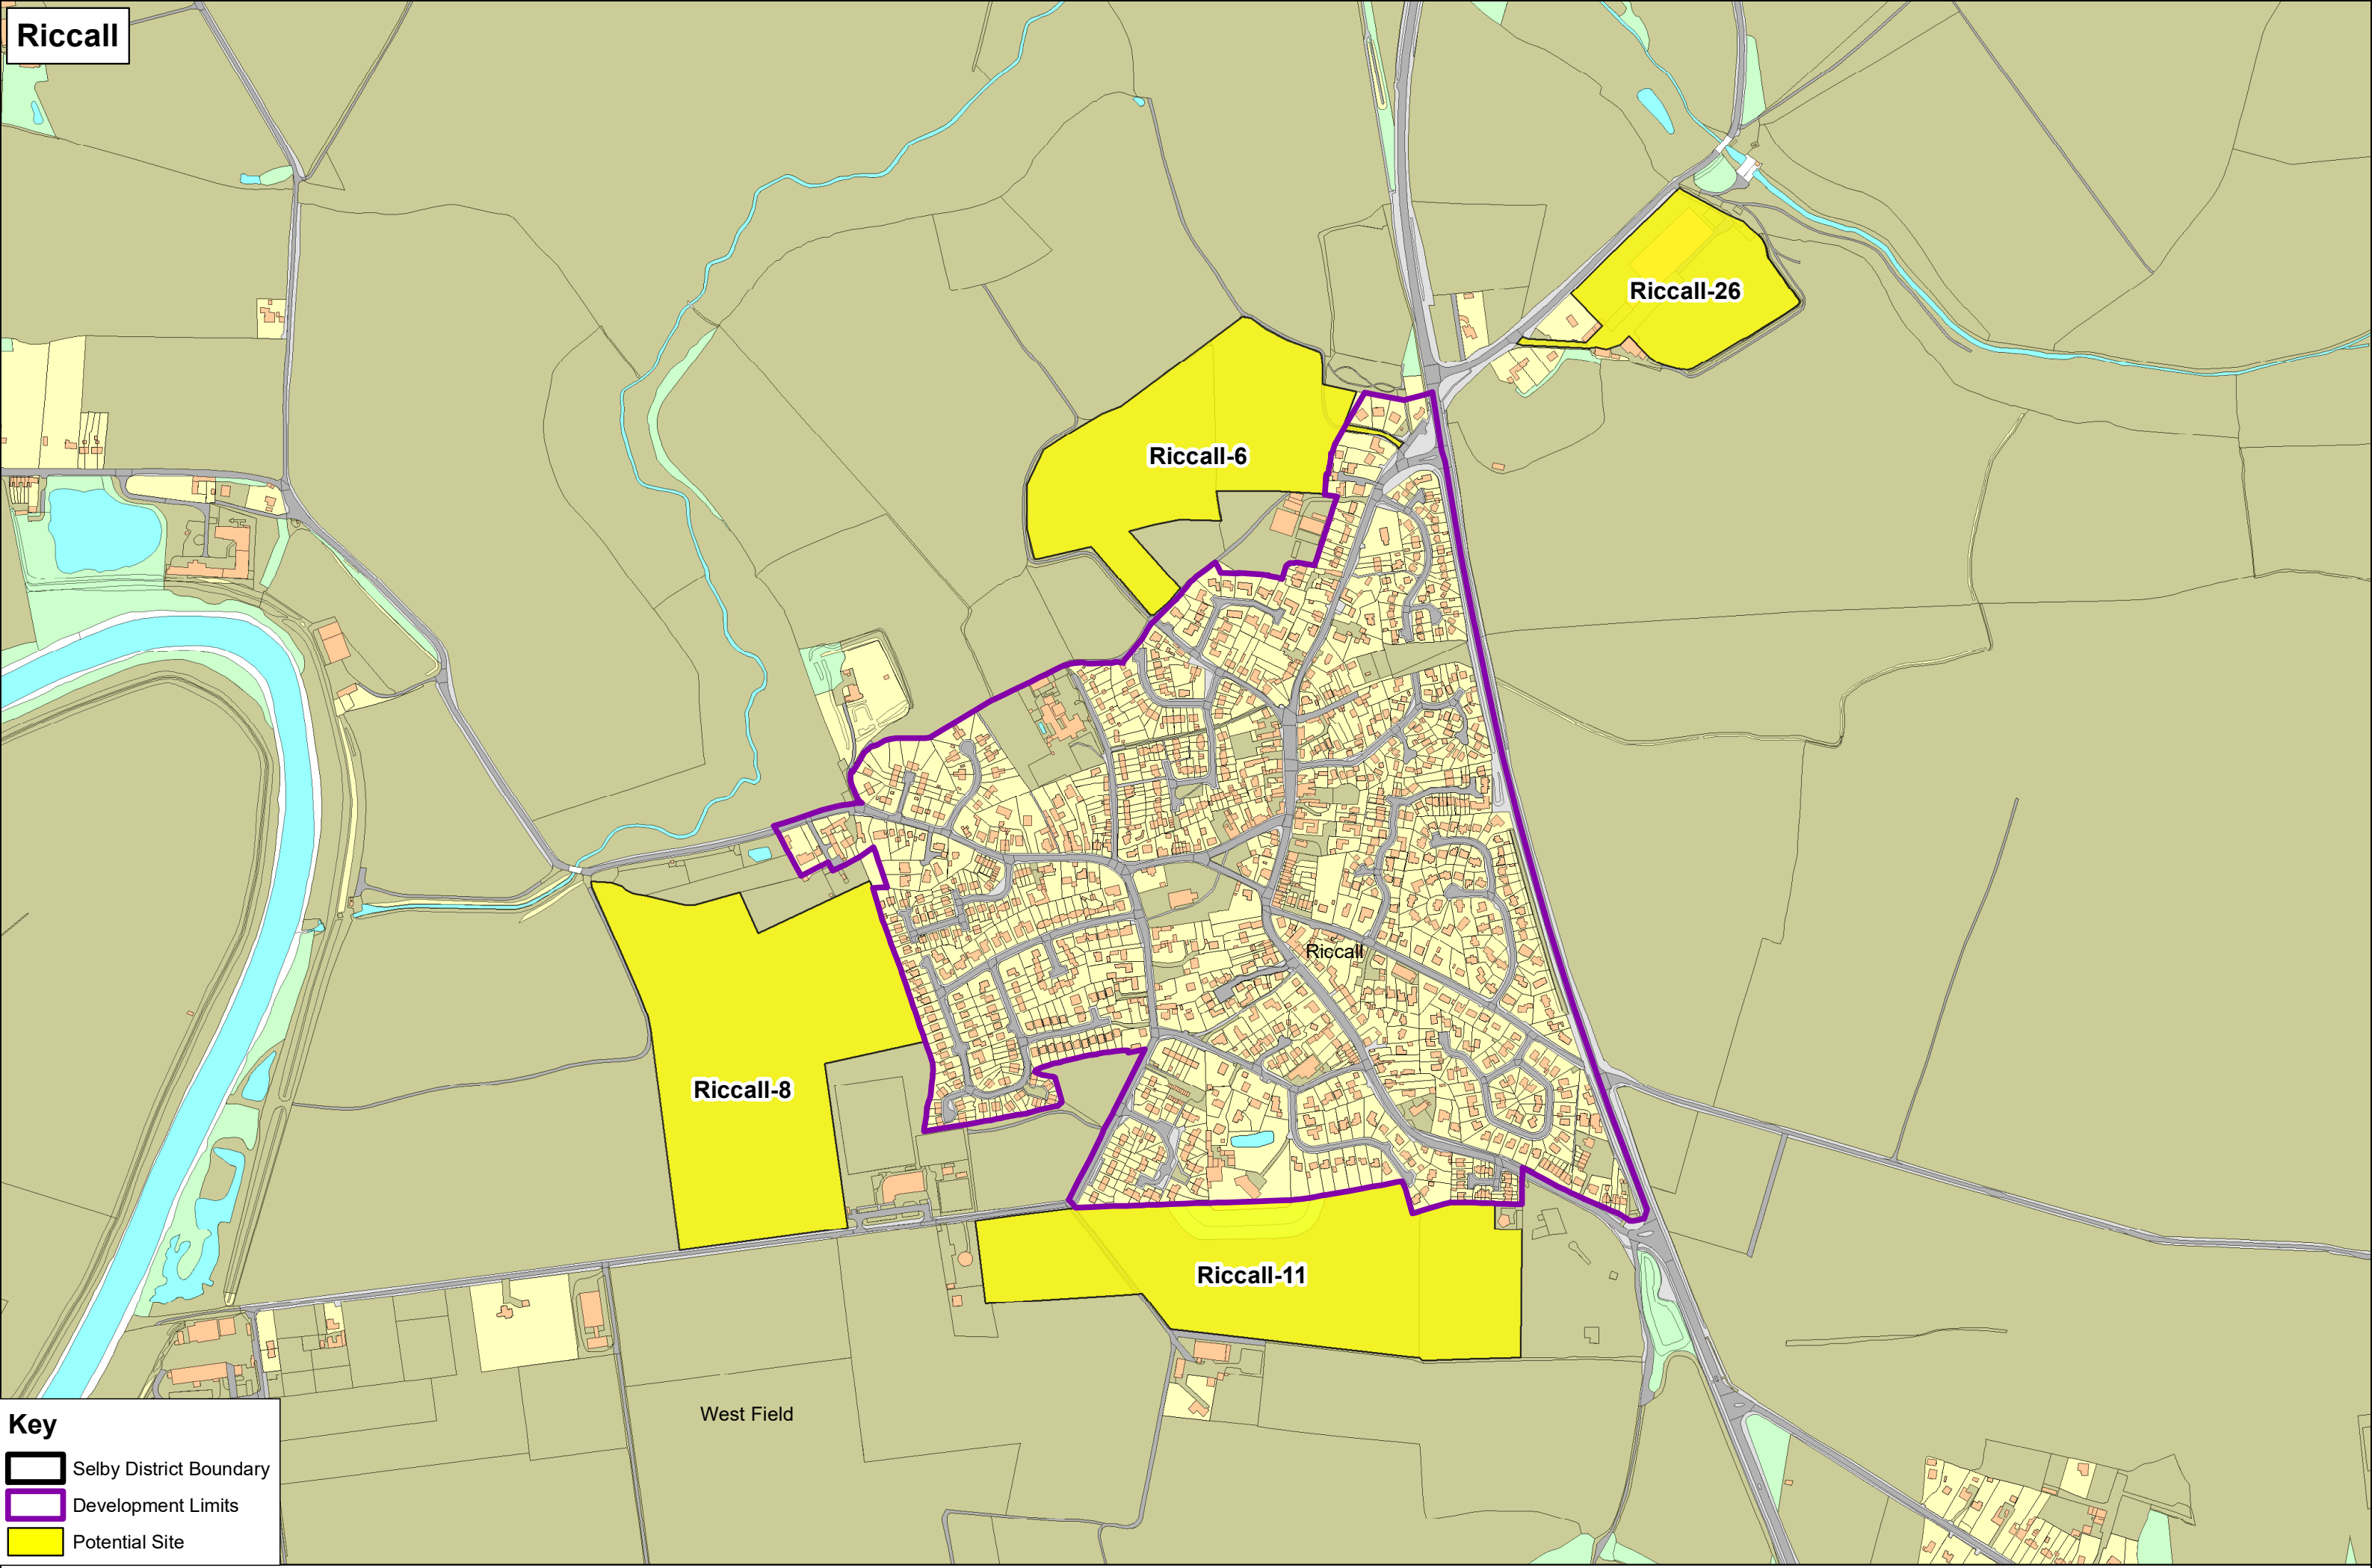 Riccall
Riccall-26
Riccall-6
Riccall
Riccall-8
Riccall-11
West Field
Key
Selby District Boundary
Development Limits
Potential Site